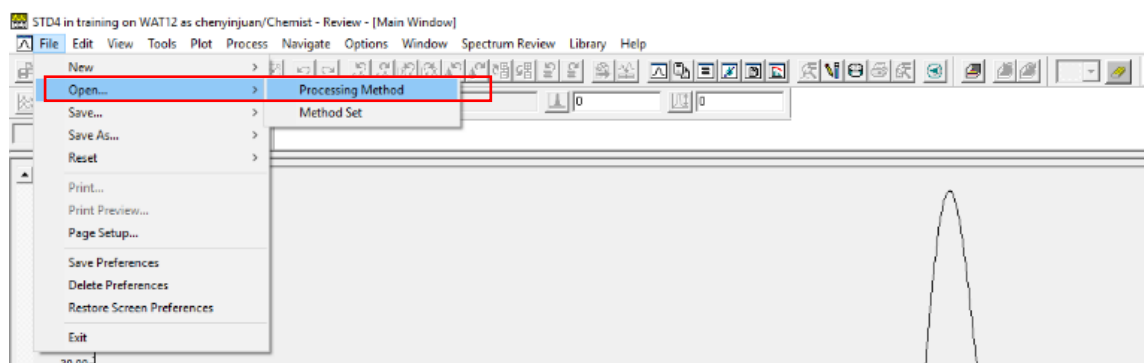 STD4 in training on WAT12 as chenyinjuan/Chemist - Review - [Main Window]
File Edit View Tools Plot Process Navigate Options Window Spectrum Review Library Help
New >
Open... > Processing Method
0 0
Save... > Method Set
Save As... >
Reset >
Print...
Print Preview...
Page Setup...
Save Preferences
Delete Preferences
Restore Screen Preferences
Exit